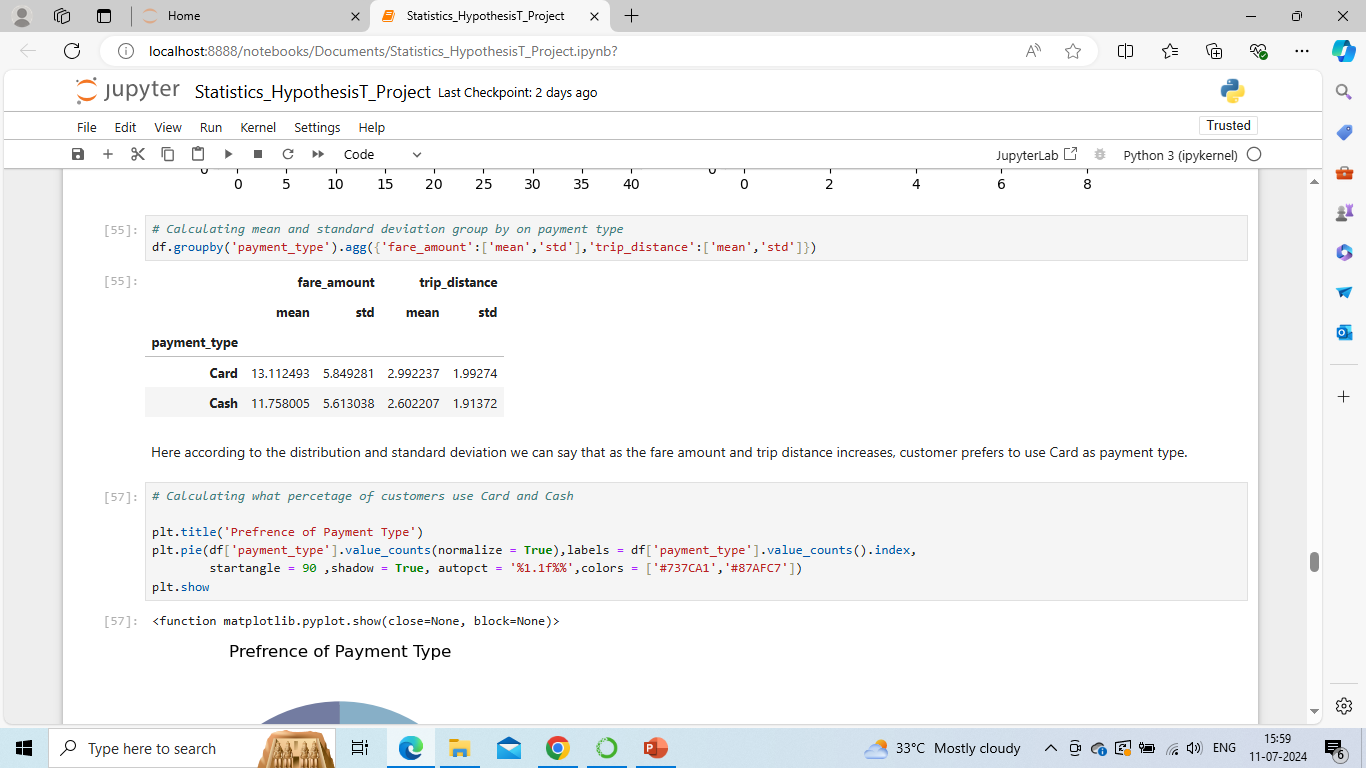 Home
Statistics_HypothesisT_Project
localhost:8888/notebooks/Documents/Statistics_HypothesisT_Project.ipynb?
jupyter Statistics_HypothesisT_Project Last Checkpoint: 2 days ago
File Edit View Run Kernel Settings Help
Trusted
Code
JupyterLab
Python 3 (ipykernel)
0 5 10 15 20 25 30 35 40
0 2 4 6 8
[55]:
# Calculating mean and standard deviation group by on payment type
df.groupby('payment_type').agg({'fare_amount':['mean','std'],'trip_distance':['mean','std']})
[55]:
fare_amount trip_distance
mean std mean std
payment_type
Card 13.112493 5.849281 2.992237 1.99274
Cash 11.758005 5.613038 2.602207 1.91372
Here according to the distribution and standard deviation we can say that as the fare amount and trip distance increases, customer prefers to use Card as payment type.
[57]:
# Calculating what percetage of customers use Card and Cash
plt.title('Prefrence of Payment Type')
plt.pie(df['payment_type'].value_counts(normalize = True),labels = df['payment_type'].value_counts().index,
startangle = 90 ,shadow = True, autopct = '%1.1f%%',colors = ['#737CA1','#87AFC7'])
plt.show
[57]:
<function matplotlib.pyplot.show(close=None, block=None)>
Prefrence of Payment Type
Type here to search
33°C Mostly cloudy
ENG
15:59
11-07-2024
6